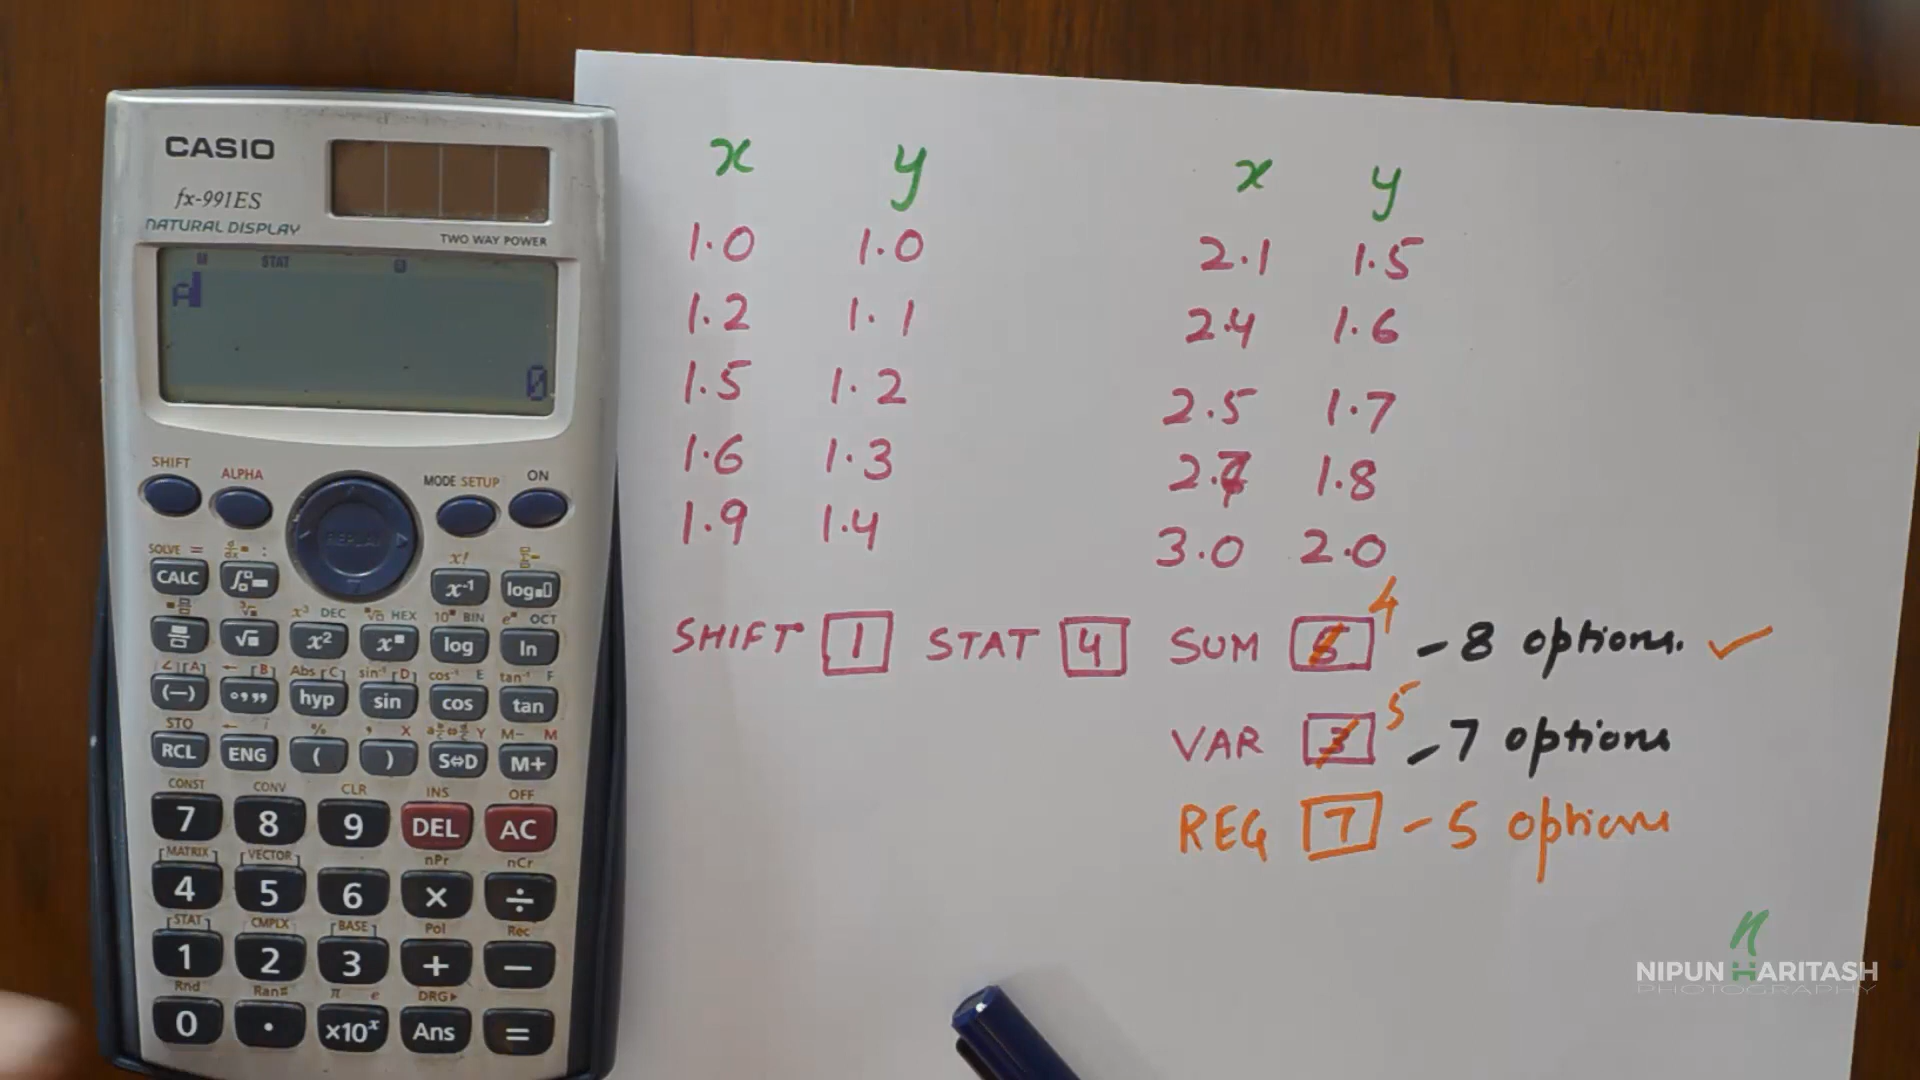 CASIO
fx-991ES
NATURAL DISPLAY
TWO WAY POWER
STAT
A
0
SHIFT
ALPHA
MODE SETUP
ON
REPLAY
SOLVE =
x!
CALC
x⁻¹
log
x³ DEC
HEX
10 BIN
e OCT
x²
log
ln
[A]
← [B]
Abs [C]
sin⁻¹ [D]
cos⁻¹ E
tan⁻¹ F
(−)
hyp
sin
cos
tan
STO
←
%
, X
Y
M− M
RCL
ENG
(
)
S⇔D
M+
CONST
CONV
CLR
INS
OFF
7 8 9 DEL AC
[MATRIX]
[VECTOR]
nPr
nCr
4 5 6 × ÷
[STAT]
CMPLX
[BASE]
Pol
Rec
1 2 3 + −
Rnd
Ran#
π e
DRG▸
0 · ×10ˣ Ans =
x y
1.0 1.0
1.2 1.1
1.5 1.2
1.6 1.3
1.9 1.4
x y
2.1 1.5
2.4 1.6
2.5 1.7
2.7 1.8
3.0 2.0
SHIFT 1 STAT 4 SUM 4 - 8 options. ✓
VAR 5 - 7 options
REG 7 - 5 options
NIPUN HARITASH
PHOTOGRAPHY